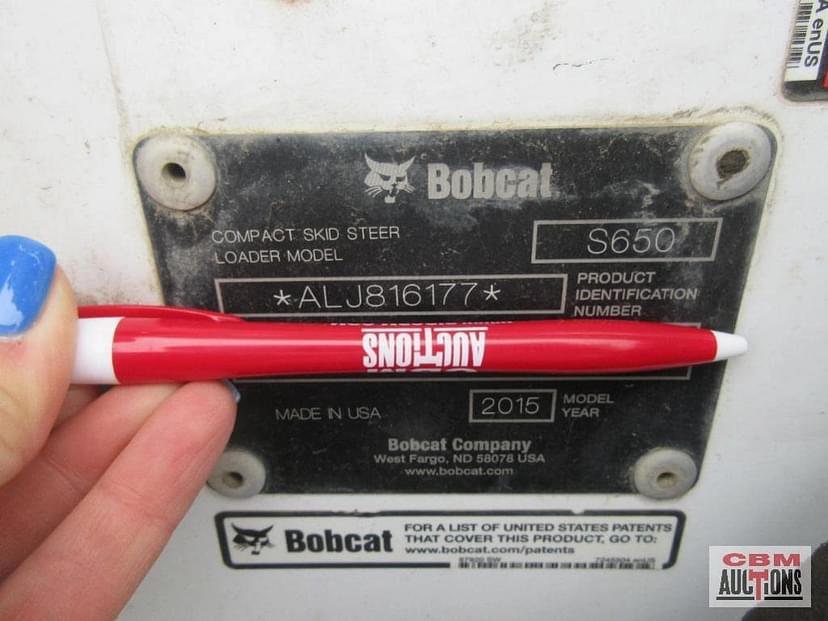 A enUS
Bobcat
COMPACT SKID STEER
LOADER MODEL
S650
*ALJ816177*
PRODUCT
IDENTIFICATION
NUMBER
AUCTIONS
MADE IN USA
2015
MODEL
YEAR
Bobcat Company
West Fargo, ND 58078 USA
www.bobcat.com
Bobcat
FOR A LIST OF UNITED STATES PATENTS
THAT COVER THIS PRODUCT, GO TO:
www.bobcat.com/patents
CBM
AUCTIONS